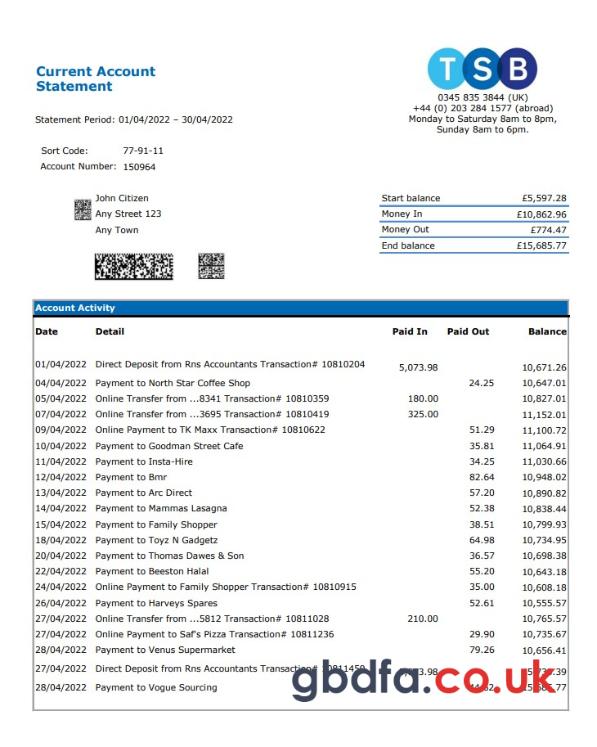 Current Account
Statement
TSB
0345 835 3844 (UK)
+44 (0) 203 284 1577 (abroad)
Monday to Saturday 8am to 8pm,
Sunday 8am to 6pm.
Statement Period: 01/04/2022 – 30/04/2022
Sort Code: 77-91-11
Account Number: 150964
John Citizen
Any Street 123
Any Town
Start balance £5,597.28
Money In £10,862.96
Money Out £774.47
End balance £15,685.77
Account Activity
Date Detail Paid In Paid Out Balance
01/04/2022 Direct Deposit from Rns Accountants Transaction# 10810204 5,073.98 10,671.26
04/04/2022 Payment to North Star Coffee Shop 24.25 10,647.01
05/04/2022 Online Transfer from ...8341 Transaction# 10810359 180.00 10,827.01
07/04/2022 Online Transfer from ...3695 Transaction# 10810419 325.00 11,152.01
09/04/2022 Online Payment to TK Maxx Transaction# 10810622 51.29 11,100.72
10/04/2022 Payment to Goodman Street Cafe 35.81 11,064.91
11/04/2022 Payment to Insta-Hire 34.25 11,030.66
12/04/2022 Payment to Bmr 82.64 10,948.02
13/04/2022 Payment to Arc Direct 57.20 10,890.82
14/04/2022 Payment to Mammas Lasagna 52.38 10,838.44
15/04/2022 Payment to Family Shopper 38.51 10,799.93
18/04/2022 Payment to Toyz N Gadgetz 64.98 10,734.95
20/04/2022 Payment to Thomas Dawes & Son 36.57 10,698.38
22/04/2022 Payment to Beeston Halal 55.20 10,643.18
24/04/2022 Online Payment to Family Shopper Transaction# 10810915 35.00 10,608.18
26/04/2022 Payment to Harveys Spares 52.61 10,555.57
27/04/2022 Online Transfer from ...5812 Transaction# 10811028 210.00 10,765.57
27/04/2022 Online Payment to Saf's Pizza Transaction# 10811236 29.90 10,735.67
28/04/2022 Payment to Venus Supermarket 79.26 10,656.41
27/04/2022 Direct Deposit from Rns Accountants Transaction#
28/04/2022 Payment to Vogue Sourcing
gbdfa.co.uk